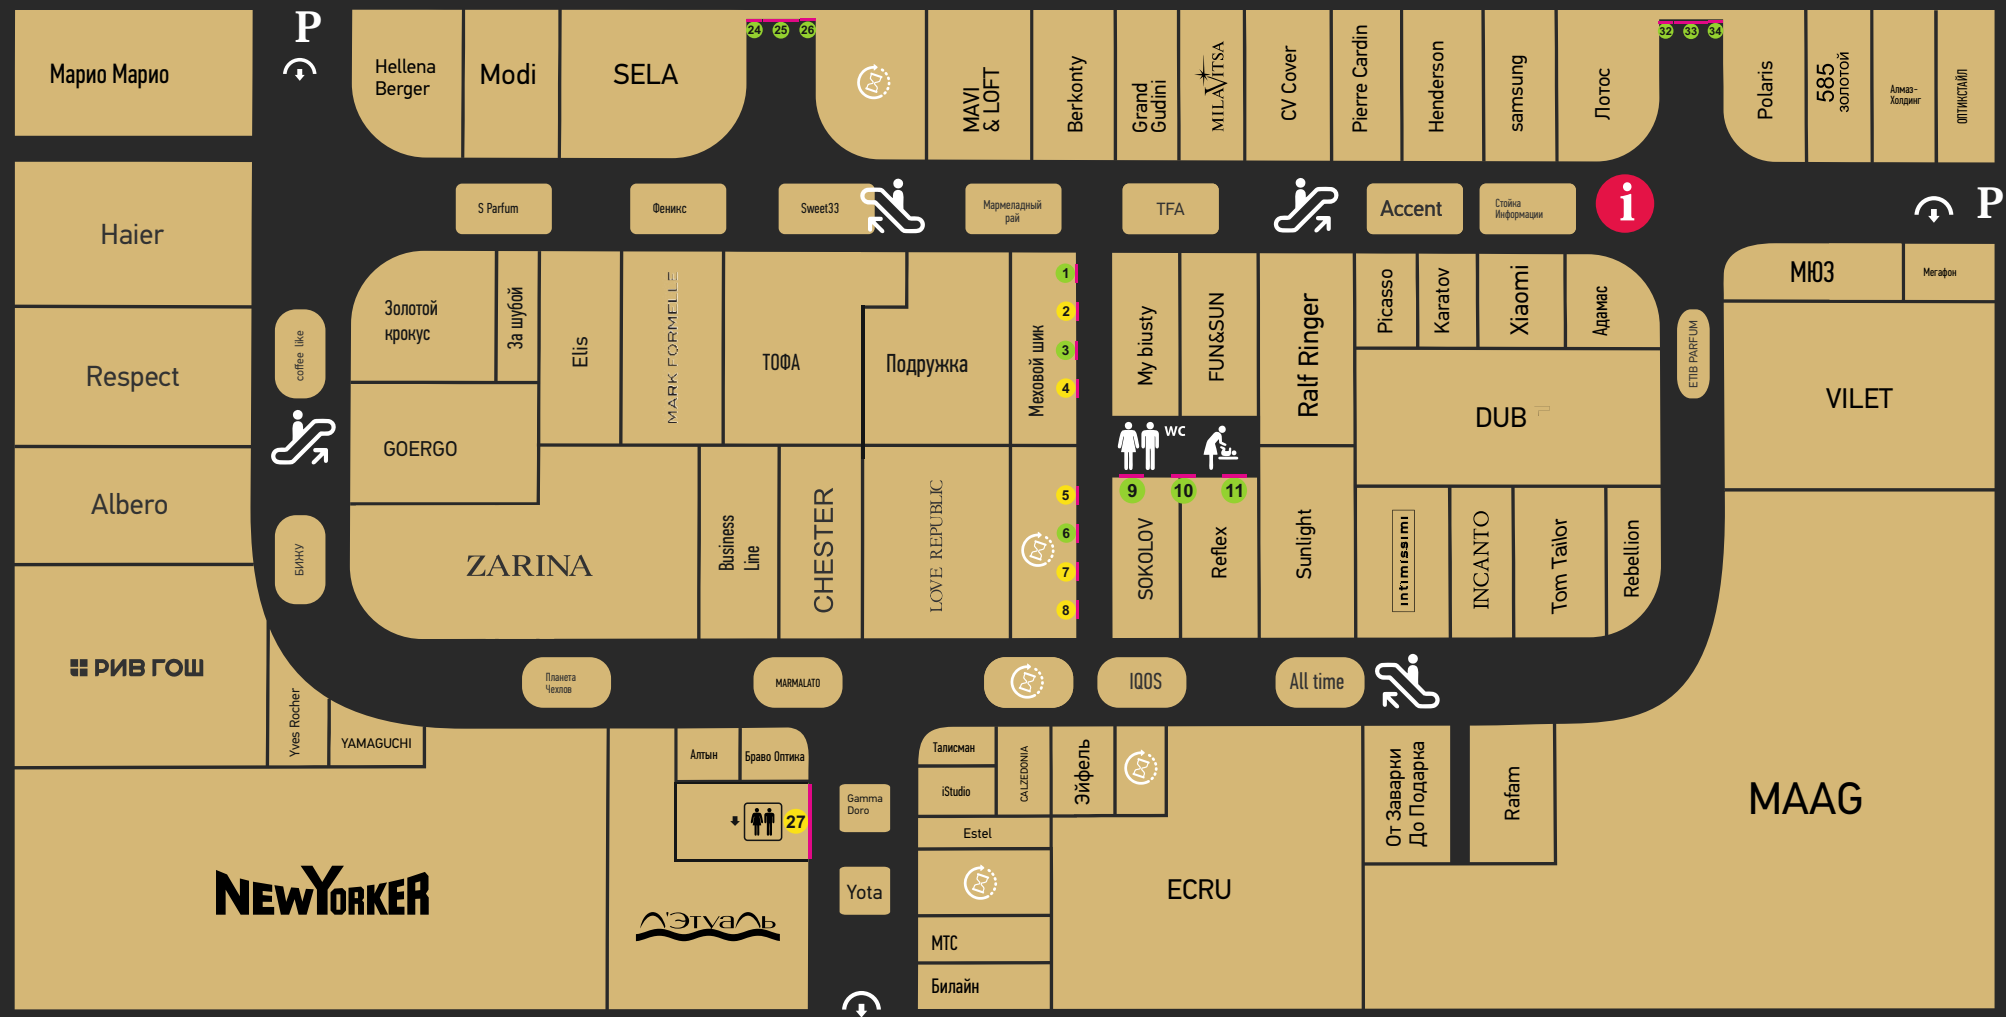 P
24 25 26
32 33 34
Марио Марио
Hellena
Berger
Modi
SELA
MAVI
& LOFT
Berkonty
Grand
Gudini
MILAVITSA
CV Cover
Pierre Cardin
Henderson
samsung
Лотос
Polaris
585
ЗОЛОТОЙ
Алмаз-
Холдинг
ОПТИКСТАЙЛ
S Parfum
Феникс
Sweet33
Мармеладный
рай
TFA
Accent
Стойка
Информации
i
P
Haier
Respect
Albero
РИВ ГОШ
coffee like
БИЖУ
Золотой
крокус
За шубой
Elis
MARK FORMELLE
ТОФА
Подружка
Меховой шик
1
2
3
4
GOERGO
ZARINA
Business
Line
CHESTER
LOVE REPUBLIC
5
6
7
8
My biusty
FUN&SUN
WC
9 10 11
SOKOLOV
Reflex
Ralf Ringer
Sunlight
Picasso
Karatov
Xiaomi
Адамас
DUB
intimissimi
INCANTO
Tom Tailor
Rebellion
ETIB PARFUM
МЮЗ
Мегафон
VILET
MAAG
Планета
Чехлов
MARMALATO
IQOS
All time
Yves Rocher
YAMAGUCHI
NEWYORKER
Алтын
Браво Оптика
27
Л'Этуаль
Gamma
Doro
Yota
Талисман
iStudio
CALZEDONIA
Эйфель
Estel
МТС
Билайн
ECRU
От Заварки
До Подарка
Rafam